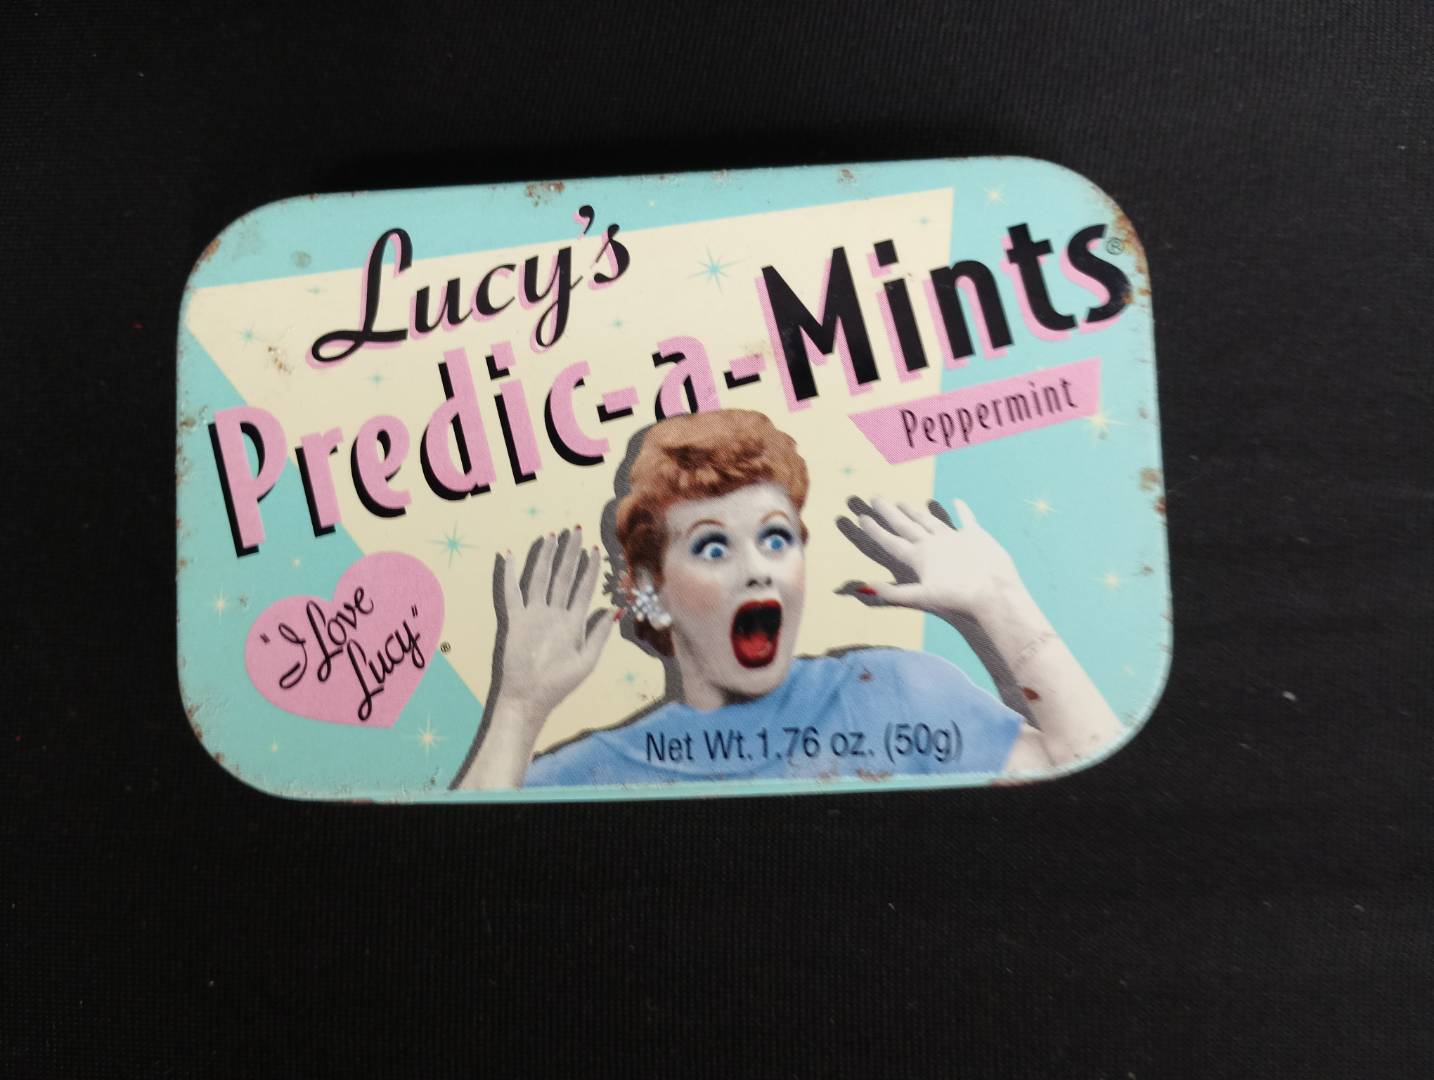 Lucy's
Predic-a-Mints®
Peppermint
"I Love
Lucy"®
Net Wt.1.76 oz. (50g)